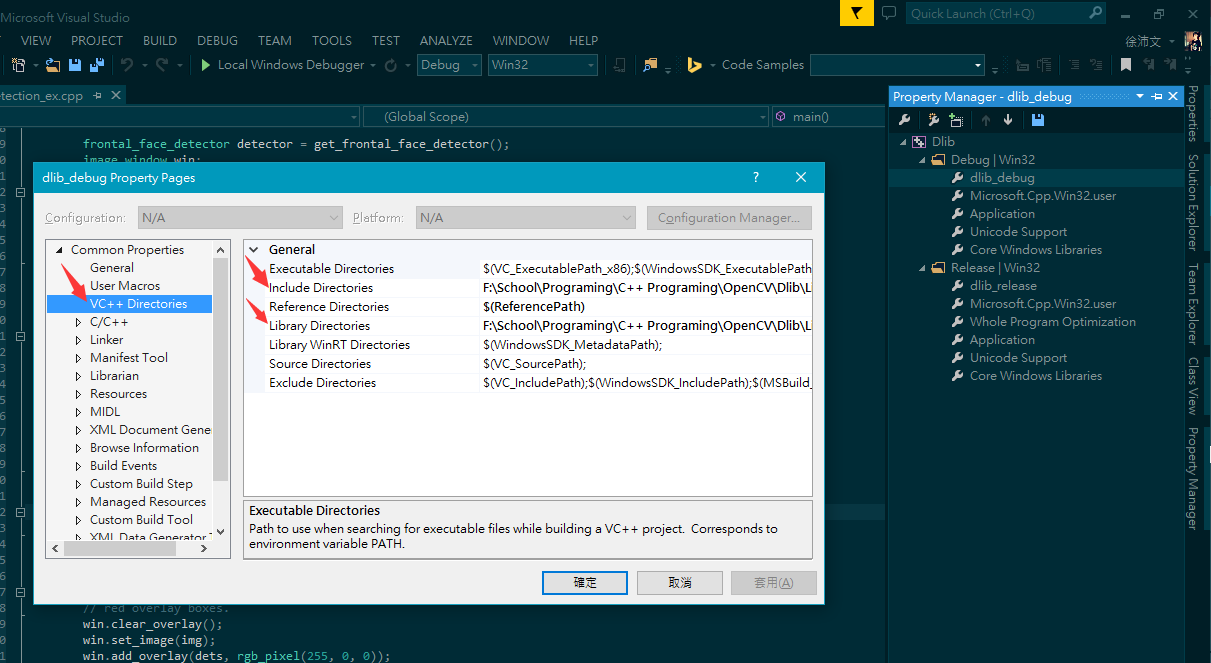 Microsoft Visual Studio
Quick Launch (Ctrl+Q)
VIEW PROJECT BUILD DEBUG TEAM TOOLS TEST ANALYZE WINDOW HELP
徐沛文
Local Windows Debugger Debug Win32 Code Samples
tection_ex.cpp
(Global Scope) main()
frontal_face_detector detector = get_frontal_face_detector();
image_window win;
dlib_debug Property Pages
?
Configuration: N/A Platform: N/A Configuration Manager...
Common Properties
General
User Macros
VC++ Directories
C/C++
Linker
Manifest Tool
Librarian
Resources
MIDL
XML Document Gene
Browse Information
Build Events
Custom Build Step
Managed Resources
Custom Build Tool
XML Data Generator
General
Executable Directories $(VC_ExecutablePath_x86);$(WindowsSDK_ExecutablePath
Include Directories F:\School\Programing\C++ Programing\OpenCV\Dlib\L
Reference Directories $(ReferencePath)
Library Directories F:\School\Programing\C++ Programing\OpenCV\Dlib\L
Library WinRT Directories $(WindowsSDK_MetadataPath);
Source Directories $(VC_SourcePath);
Exclude Directories $(VC_IncludePath);$(WindowsSDK_IncludePath);$(MSBuild_
Executable Directories
Path to use when searching for executable files while building a VC++ project. Corresponds to
environment variable PATH.
確定 取消 套用(A)
// red overlay boxes.
win.clear_overlay();
win.set_image(img);
win.add_overlay(dets, rgb_pixel(255, 0, 0));
Property Manager - dlib_debug
Dlib
Debug | Win32
dlib_debug
Microsoft.Cpp.Win32.user
Application
Unicode Support
Core Windows Libraries
Release | Win32
dlib_release
Microsoft.Cpp.Win32.user
Whole Program Optimization
Application
Unicode Support
Core Windows Libraries
Properties
Solution Explorer
Team Explorer
Class View
Property Manager